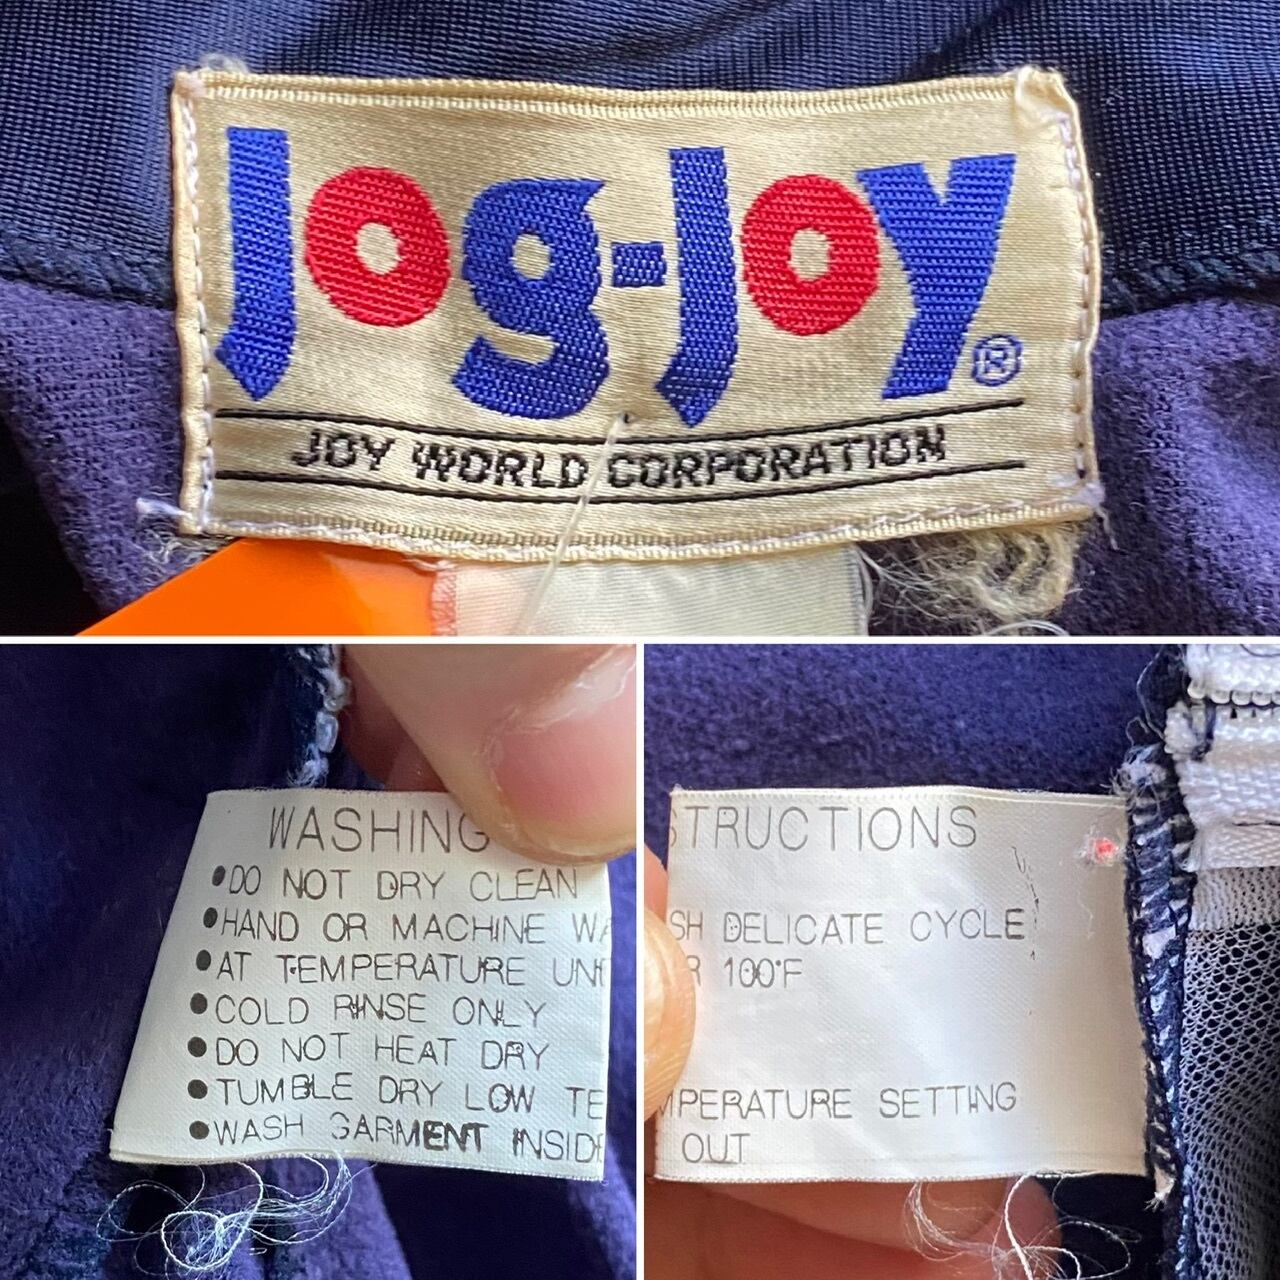 Jog-Joy®
JOY WORLD CORPORATION
WASHING
•DO NOT DRY CLEAN
•HAND OR MACHINE WA
•AT TEMPERATURE UN
•COLD RINSE ONLY
•DO NOT HEAT DRY
•TUMBLE DRY LOW TE
•WASH GARMENT INSID
STRUCTIONS
SH DELICATE CYCLE
R 100°F
MPERATURE SETTING
OUT